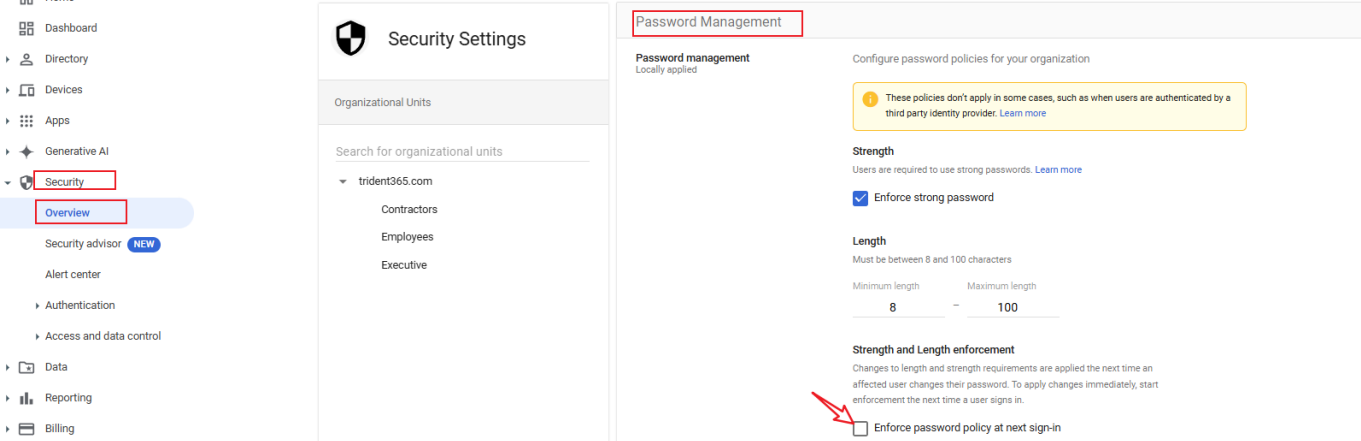 Home
Dashboard
Directory
Devices
Apps
Generative AI
Security
Overview
Security advisor NEW
Alert center
Authentication
Access and data control
Data
Reporting
Billing
Security Settings
Organizational Units
Search for organizational units
trident365.com
Contractors
Employees
Executive
Password Management
Password management
Locally applied
Configure password policies for your organization
These policies don't apply in some cases, such as when users are authenticated by a
third party identity provider. Learn more
Strength
Users are required to use strong passwords. Learn more
Enforce strong password
Length
Must be between 8 and 100 characters
Minimum length
Maximum length
8
–
100
Strength and Length enforcement
Changes to length and strength requirements are applied the next time an
affected user changes their password. To apply changes immediately, start
enforcement the next time a user signs in.
Enforce password policy at next sign-in